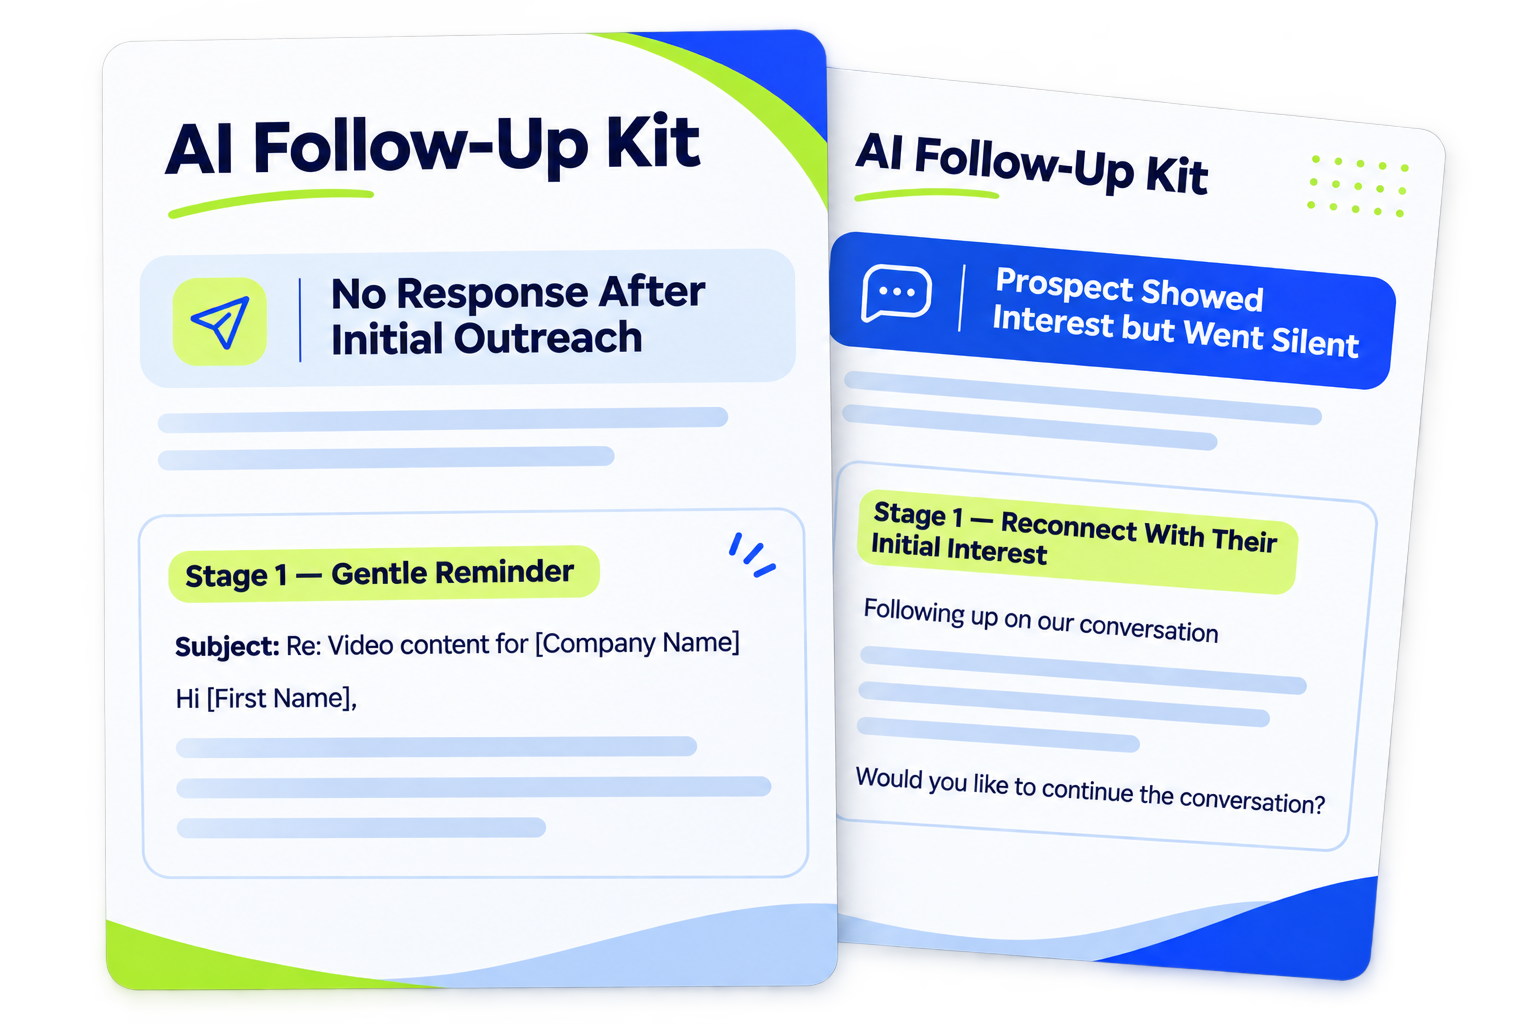 AI Follow-Up Kit
No Response After
Initial Outreach
Stage 1 — Gentle Reminder
Subject: Re: Video content for [Company Name]
Hi [First Name],
AI Follow-Up Kit
Prospect Showed
Interest but Went Silent
Stage 1 — Reconnect With Their
Initial Interest
Following up on our conversation
Would you like to continue the conversation?